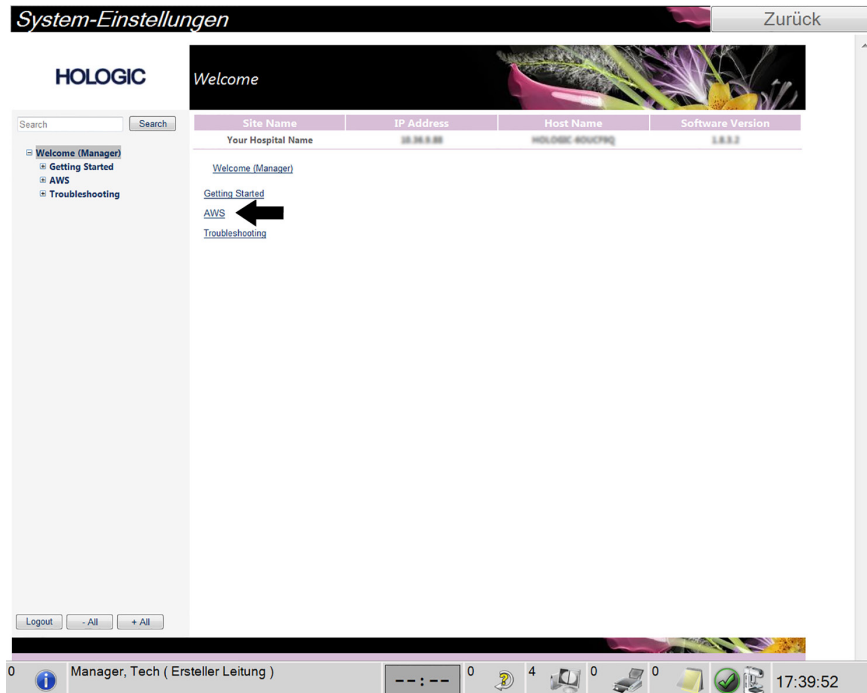 System-Einstellungen
Zurück
HOLOGIC
Welcome
Search
Search
Site Name
IP Address
Host Name
Software Version
Your Hospital Name
Welcome (Manager)
Getting Started
AWS
Troubleshooting
Welcome (Manager)
Getting Started
AWS
Troubleshooting
Logout
- All
+ All
0
Manager, Tech ( Ersteller Leitung )
--:--
0
4
0
0
17:39:52